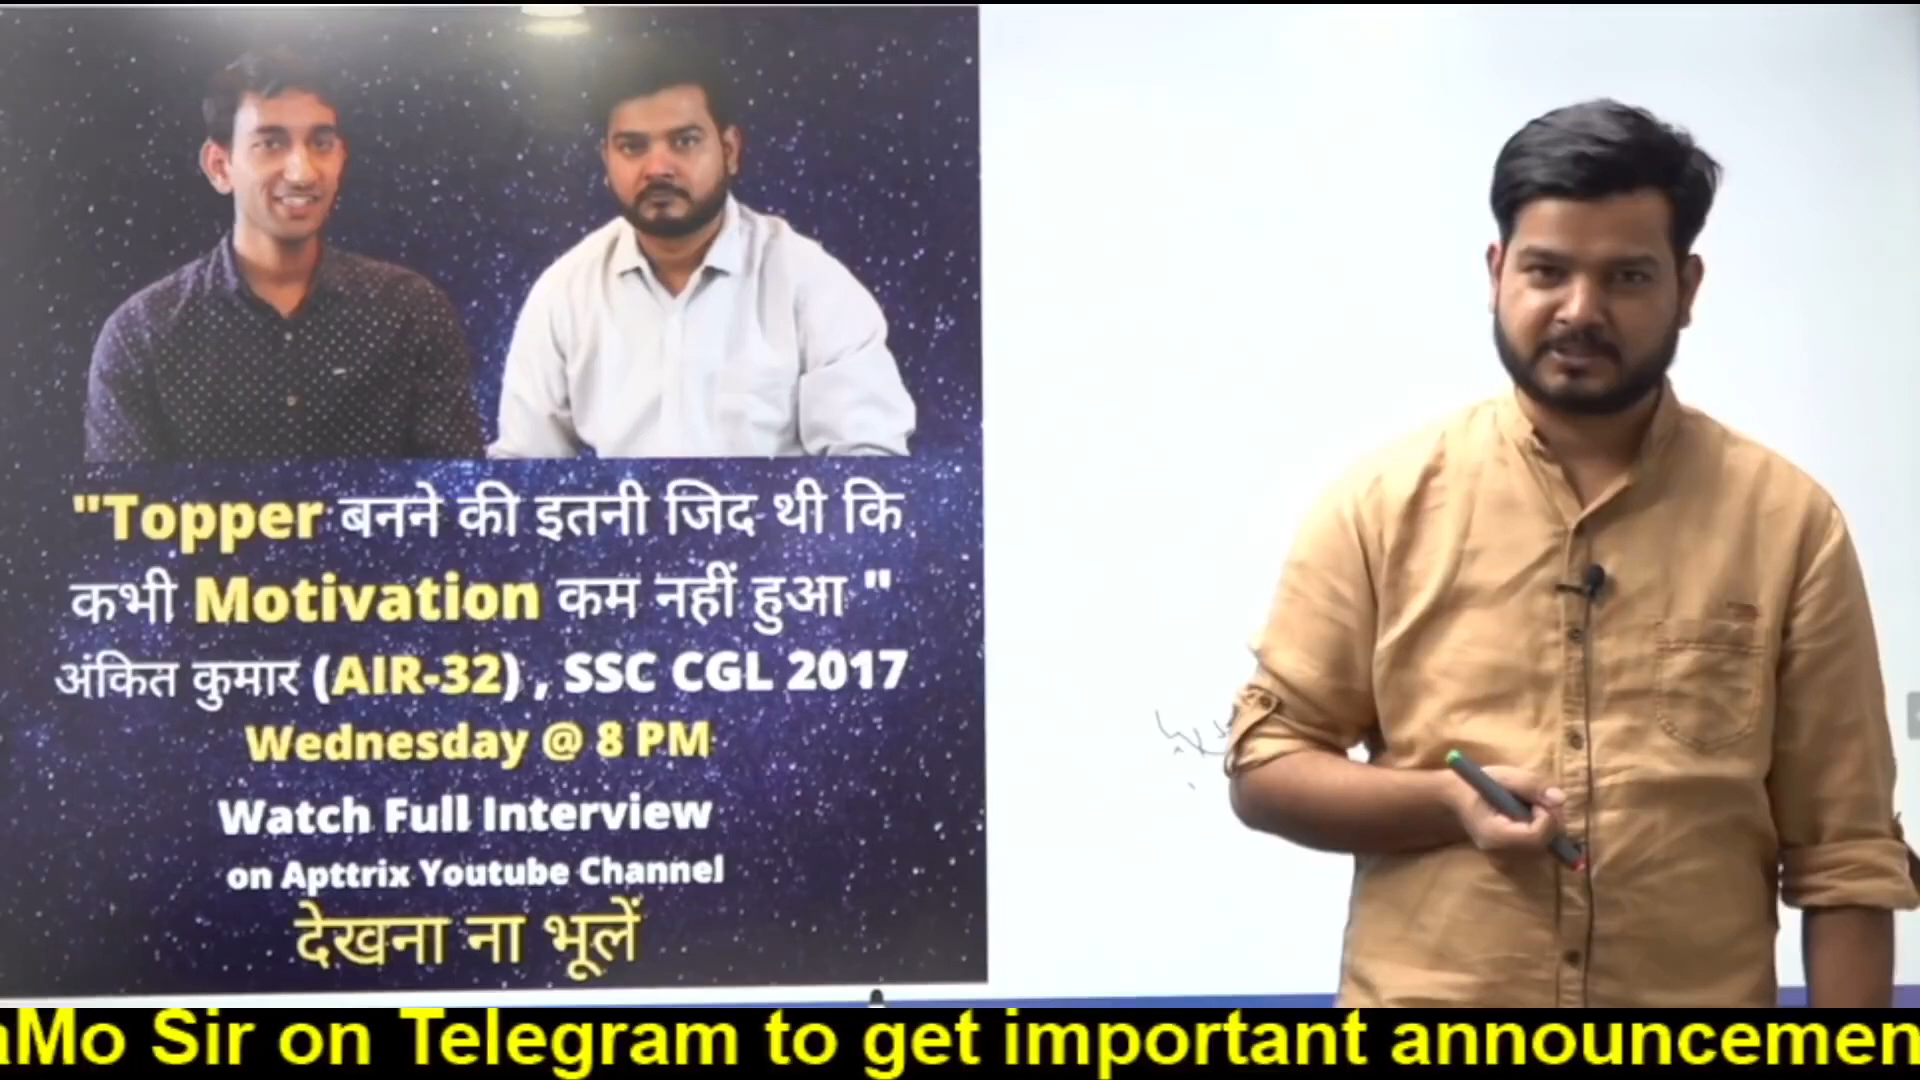 "Topper बनने की इतनी जिद थी कि
कभी Motivation कम नहीं हुआ "
अंकित कुमार (AIR-32) , SSC CGL 2017
Wednesday @ 8 PM
Watch Full Interview
on Apttrix Youtube Channel
देखना ना भूलें
Mo Sir on Telegram to get important announcemen